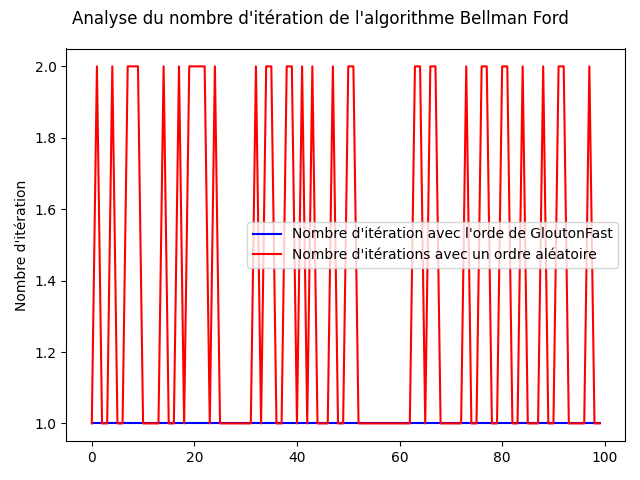 Analyse du nombre d'itération de l'algorithme Bellman Ford
2.0
1.8
1.6
1.4
1.2
1.0
Nombre d'itération
Nombre d'itération avec l'orde de GloutonFast
Nombre d'itérations avec un ordre aléatoire
0 20 40 60 80 100